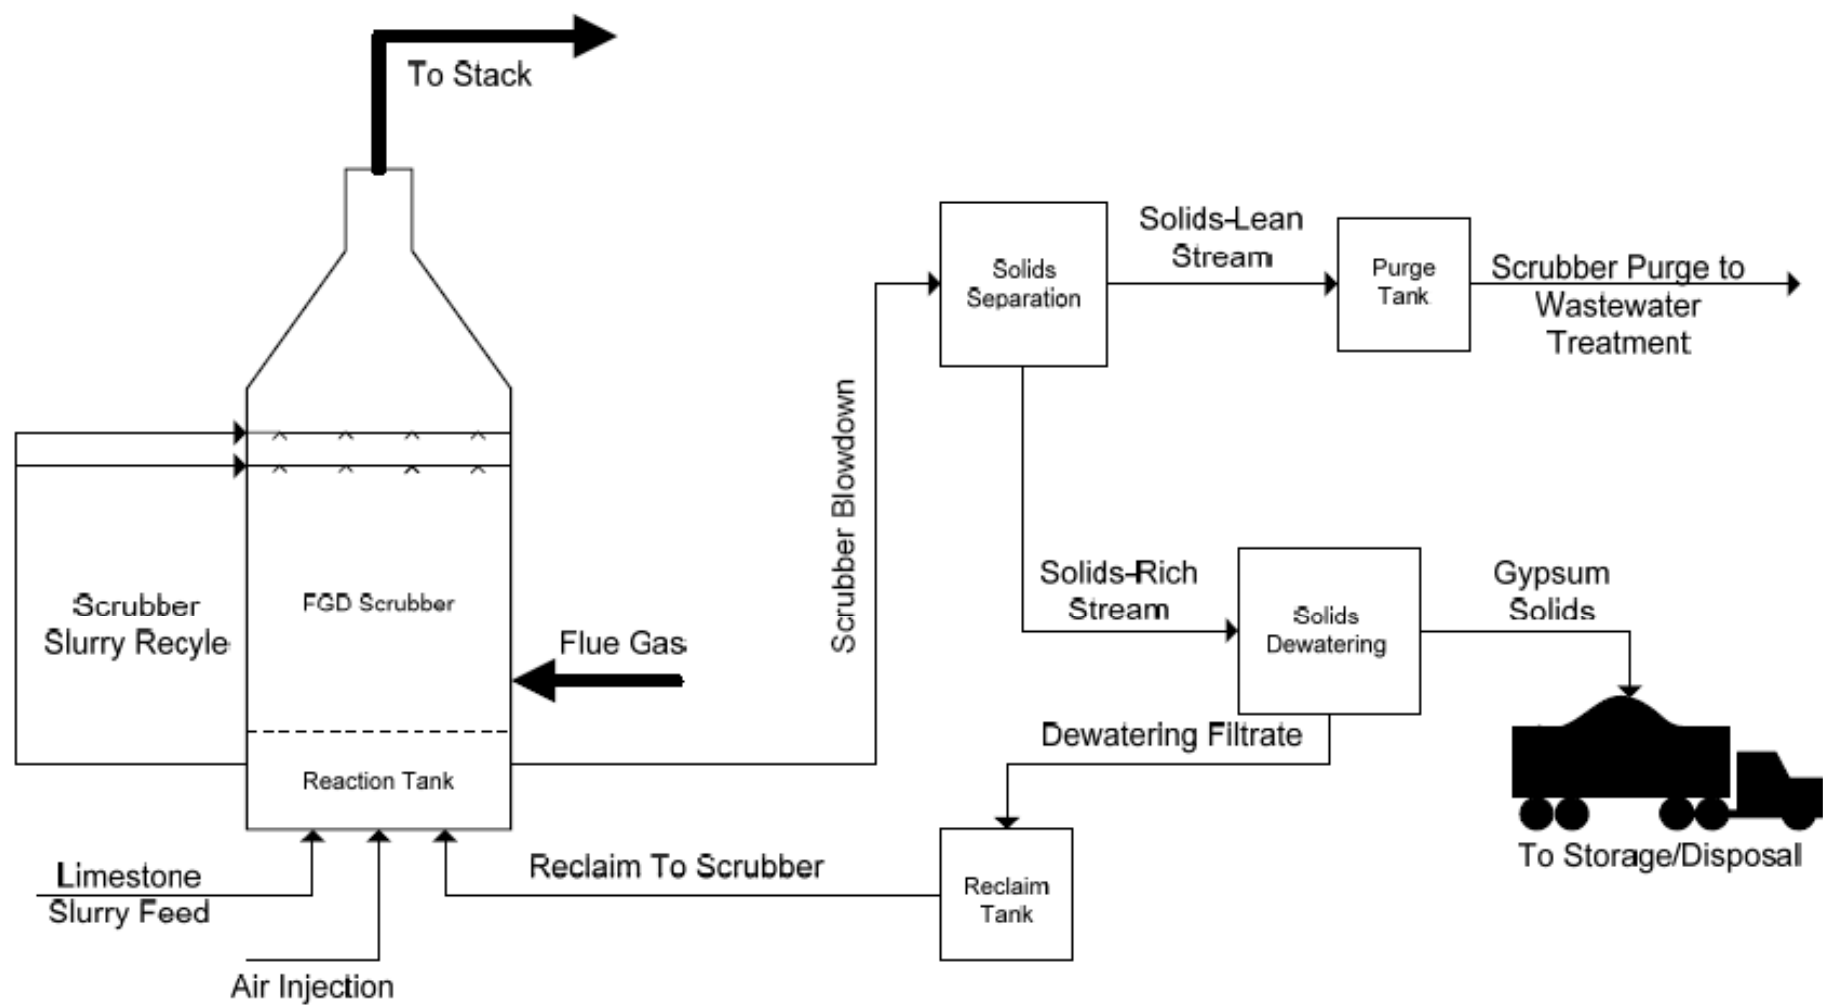 To Stack
Solids-Lean
Stream
Solids
Separation
Purge
Tank
Scrubber Purge to
Wastewater
Treatment
Scrubber Blowdown
Scrubber
Slurry Recyle
FGD Scrubber
Flue Gas
Solids-Rich
Stream
Solids
Dewatering
Gypsum
Solids
Dewatering Filtrate
Reaction Tank
To Storage/Disposal
Limestone
Slurry Feed
Reclaim To Scrubber
Reclaim
Tank
Air Injection